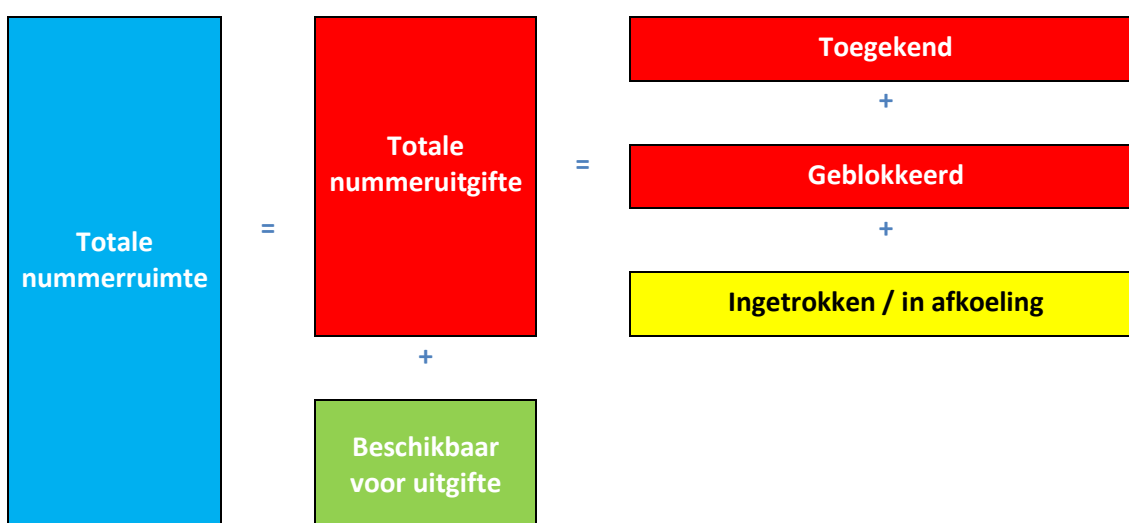 Totale
nummerruimte
=
Totale
nummeruitgifte
+
Beschikbaar
voor uitgifte
=
Toegekend
+
Geblokkeerd
+
Ingetrokken / in afkoeling